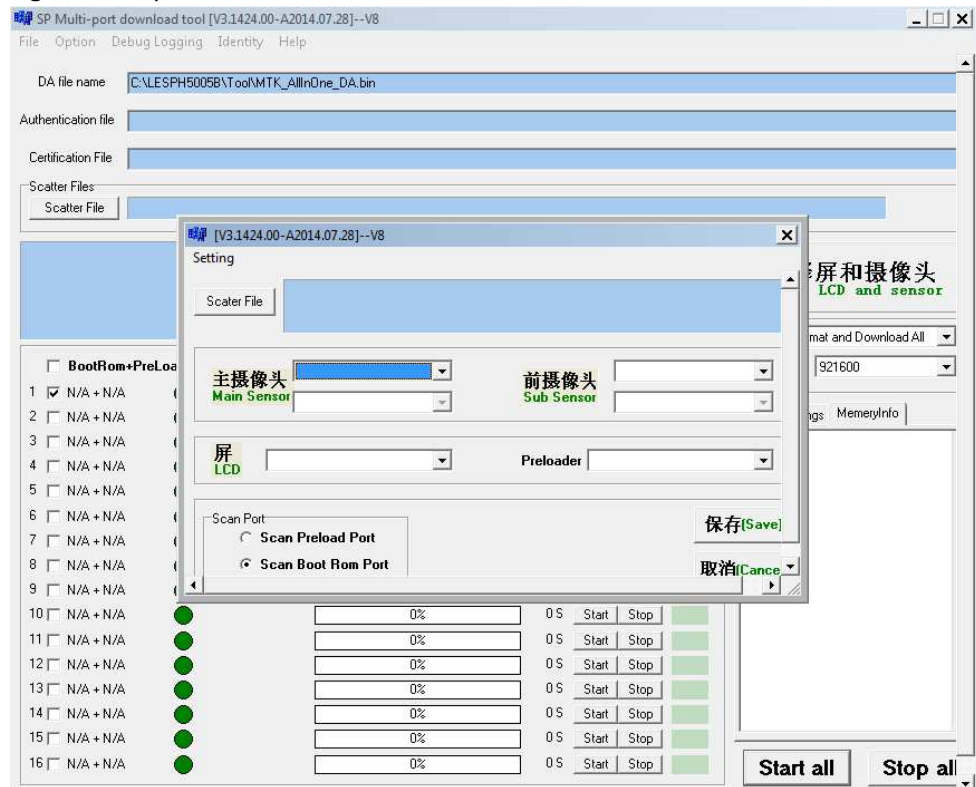 SP Multi-port download tool [V3.1424.00-A2014.07.28]--V8
File Option Debug Logging Identity Help
DA file name C:\LESPH5005B\Tool\MTK_AllInOne_DA.bin
Authentication file
Certification File
Scatter Files
Scatter File
[V3.1424.00-A2014.07.28]--V8
Setting
Scater File
屏和摄像头
LCD and sensor
mat and Download All
BootRom+PreLoa
921600
主摄像头
Main Sensor
前摄像头
Sub Sensor
ngs MemeryInfo
屏
LCD
Preloader
Scan Port
Scan Preload Port
Scan Boot Rom Port
保存(Save)
取消(Cance
1 N/A + N/A
2 N/A + N/A
3 N/A + N/A
4 N/A + N/A
5 N/A + N/A
6 N/A + N/A
7 N/A + N/A
8 N/A + N/A
9 N/A + N/A
10 N/A + N/A 0% 0 S Start Stop
11 N/A + N/A 0% 0 S Start Stop
12 N/A + N/A 0% 0 S Start Stop
13 N/A + N/A 0% 0 S Start Stop
14 N/A + N/A 0% 0 S Start Stop
15 N/A + N/A 0% 0 S Start Stop
16 N/A + N/A 0% 0 S Start Stop
Start all Stop all